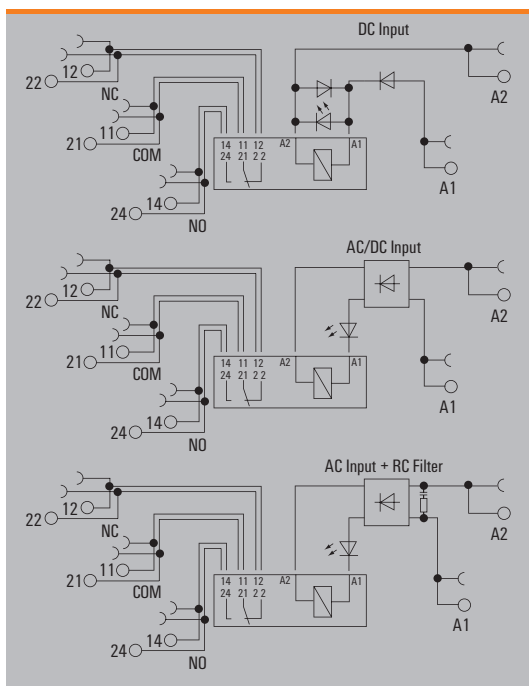 DC Input
12
22
NC
A2
11
21
COM
14 11 12 A2 A1
24 21 22
A1
14
24
NO
AC/DC Input
12
22
NC
A2
11
21
COM
14 11 12 A2 A1
24 21 22
A1
14
24
NO
AC Input + RC Filter
12
22
NC
A2
11
21
COM
14 11 12 A2 A1
24 21 22
A1
14
24
NO